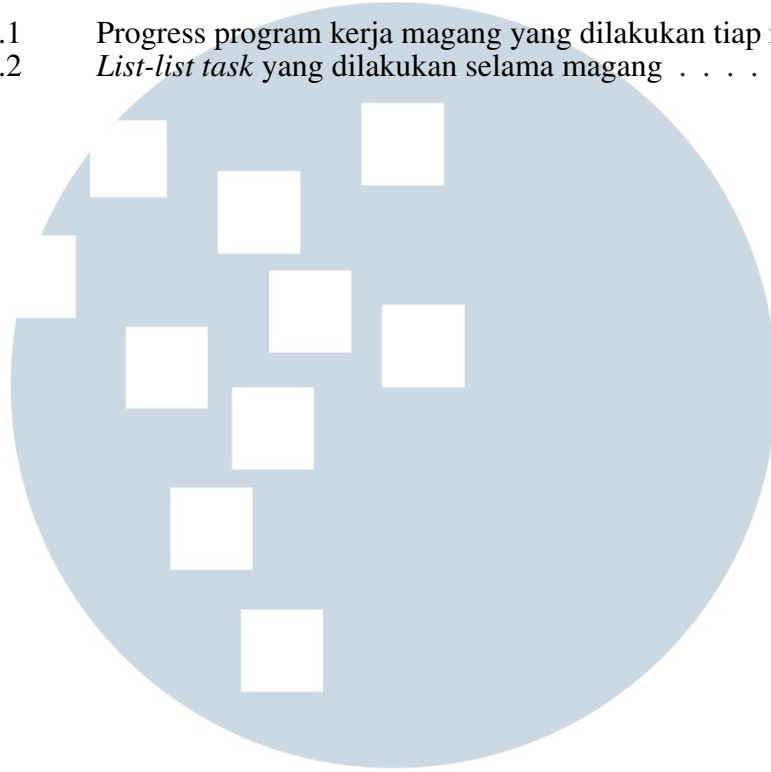 .1 Progress program kerja magang yang dilakukan tiap
.2 List-list task yang dilakukan selama magang . . . .